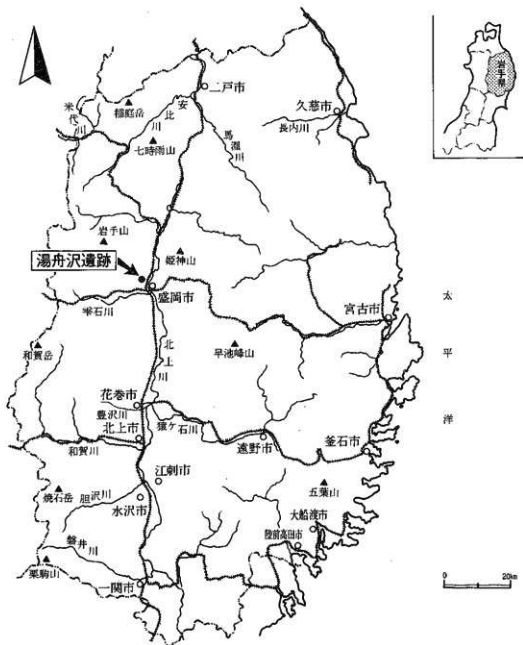 岩手県
二戸市
稲庭岳
米代川
安比川
久慈市
長内川
馬淵川
七時雨山
岩手山
姫神山
湯舟沢遺跡
盛岡市
雫石川
宮古市
太平洋
和賀岳
早池峰山
北上川
花巻市
豊沢川
猿ケ石川
北上市
和賀川
遠野市
釜石市
江刺市
五葉山
焼石岳
胆沢川
水沢市
大船渡市
陸前高田市
磐井川
栗駒山
一関市
0 20km